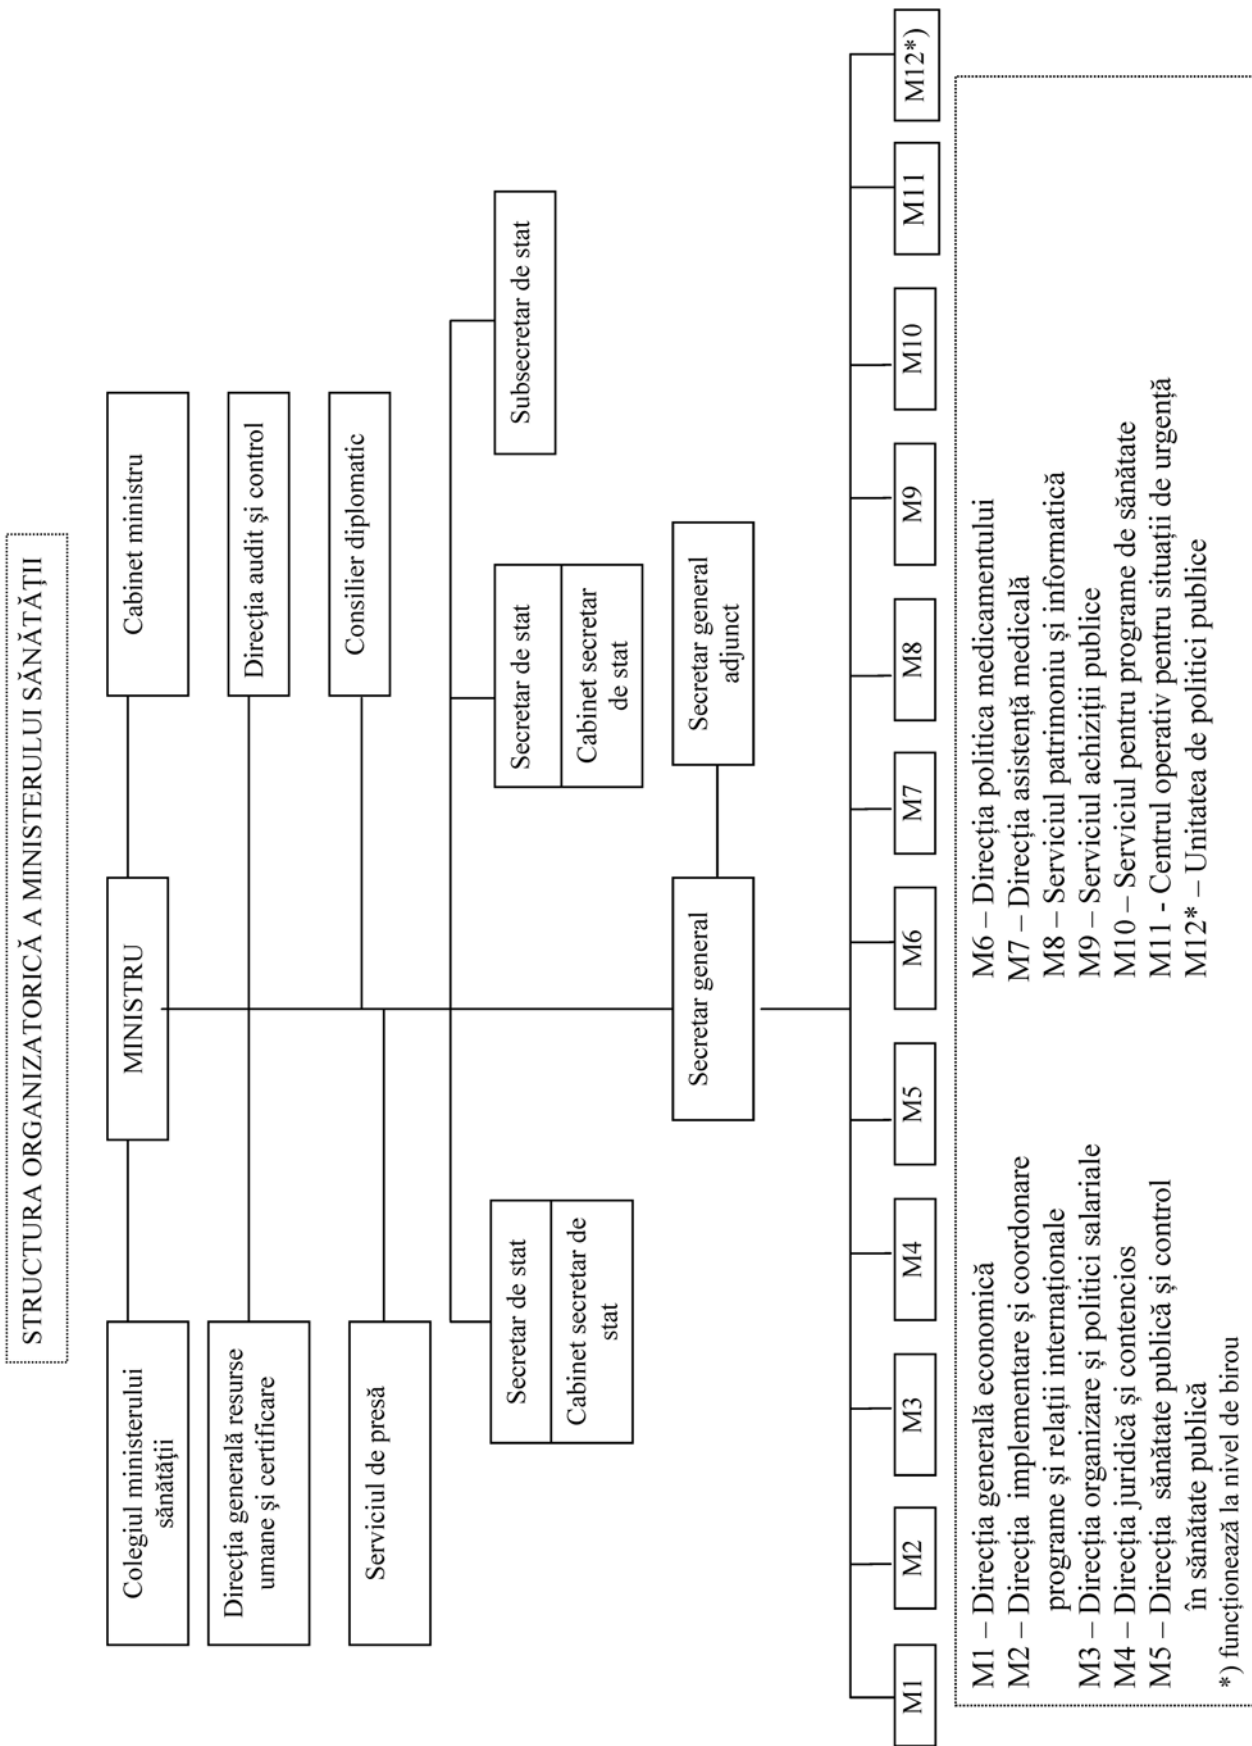 STRUCTURA ORGANIZATORICĂ A MINISTERULUI SĂNĂTĂŢII
Colegiul ministerului
sănătăţii
MINISTRU
Cabinet ministru
Direcţia generală resurse
umane şi certificare
Direcţia audit şi control
Serviciul de presă
Consilier diplomatic
Secretar de stat
Cabinet secretar de
stat
Secretar de stat
Cabinet secretar
de stat
Subsecretar de stat
Secretar general
Secretar general
adjunct
M1
M2
M3
M4
M5
M6
M7
M8
M9
M10
M11
M12*)
M1 – Direcția generală economică
M2 – Direcția implementare și coordonare
programe și relații internaționale
M3 – Direcția organizare și politici salariale
M4 – Direcția juridică și contencios
M5 – Direcția sănătate publică și control
în sănătate publică
*) funcționează la nivel de birou
M6 – Direcția politica medicamentului
M7 – Direcția asistență medicală
M8 – Serviciul patrimoniu și informatică
M9 – Serviciul achiziții publice
M10 – Serviciul pentru programe de sănătate
M11 - Centrul operativ pentru situații de urgență
M12* – Unitatea de politici publice